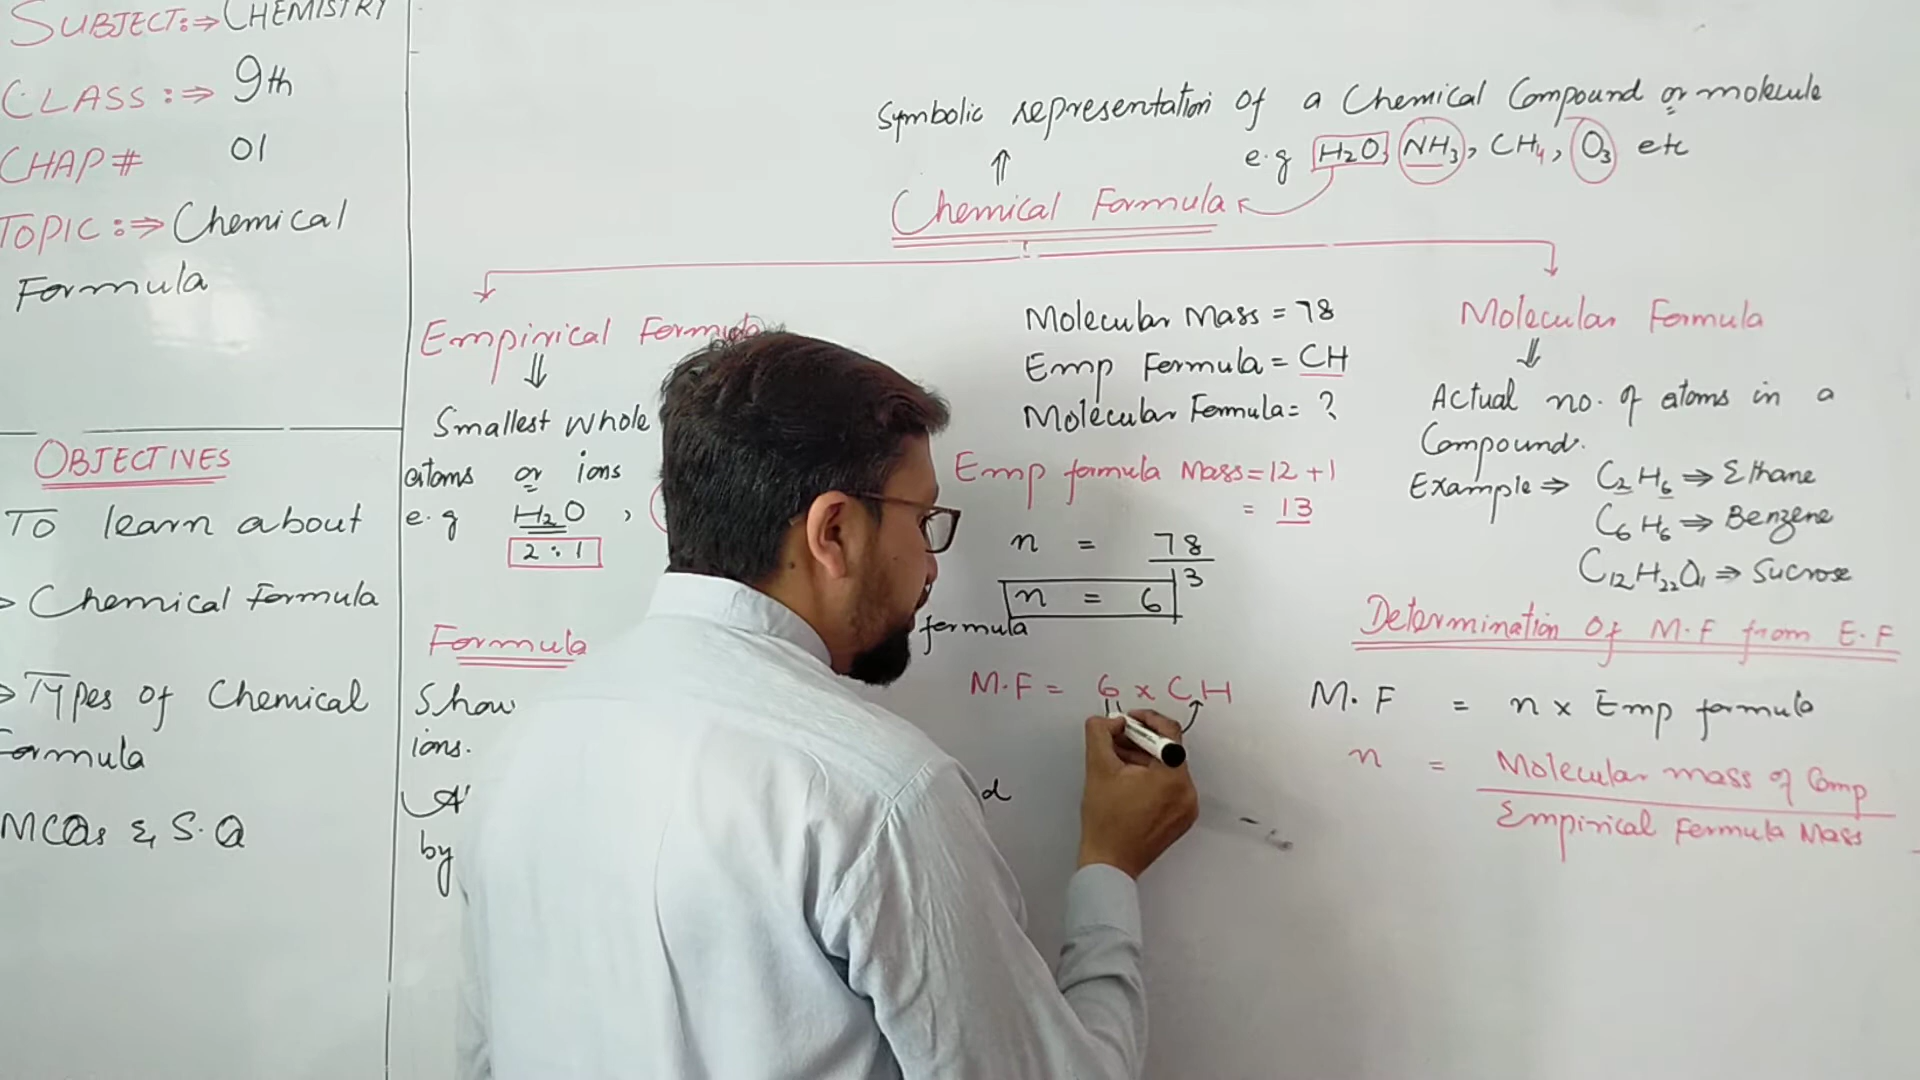 SUBJECT:⇒ CHEMISTRY
CLASS:⇒ 9th
CHAP# 01
TOPIC:⇒ Chemical
Formula
OBJECTIVES
TO learn about
> Chemical Formula
> Types of Chemical
Formula
MCQs & S.Q
Symbolic representation of a Chemical Compound or molecule
e.g H2O, NH3, CH4, O3 etc
⇑
Chemical Formula
Empirical Formula
⇓
Smallest whole
atoms or ions
e.g H2O ,
2 : 1
Formula
formula
Show
ions.
d
by
Molecular Mass = 78
Emp Formula = CH
Molecular Formula = ?
Emp formula Mass = 12 + 1
= 13
n = 78
13
n = 6
M.F = 6 x CH
Molecular Formula
⇓
Actual no. of atoms in a
Compound.
Example ⇒ C2H6 ⇒ Ethane
C6H6 ⇒ Benzene
C12H22O11 ⇒ Sucrose
Determination Of M.F from E.F
M.F = n x Emp formula
n = Molecular mass of Comp
Empirical Formula Mass